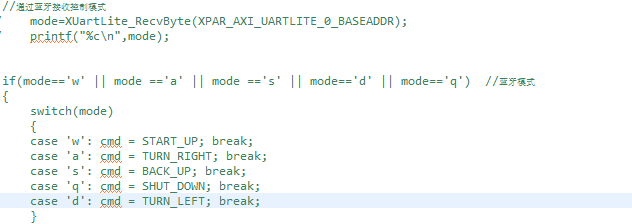 //通过蓝牙接收控制模式
mode=XUartLite_RecvByte(XPAR_AXI_UARTLITE_0_BASEADDR);
printf("%c\n",mode);
if(mode=='w' || mode =='a' || mode =='s' || mode=='d' || mode=='q') //蓝牙模式
{
switch(mode)
{
case 'w': cmd = START_UP; break;
case 'a': cmd = TURN_RIGHT; break;
case 's': cmd = BACK_UP; break;
case 'q': cmd = SHUT_DOWN; break;
case 'd': cmd = TURN_LEFT; break;
}